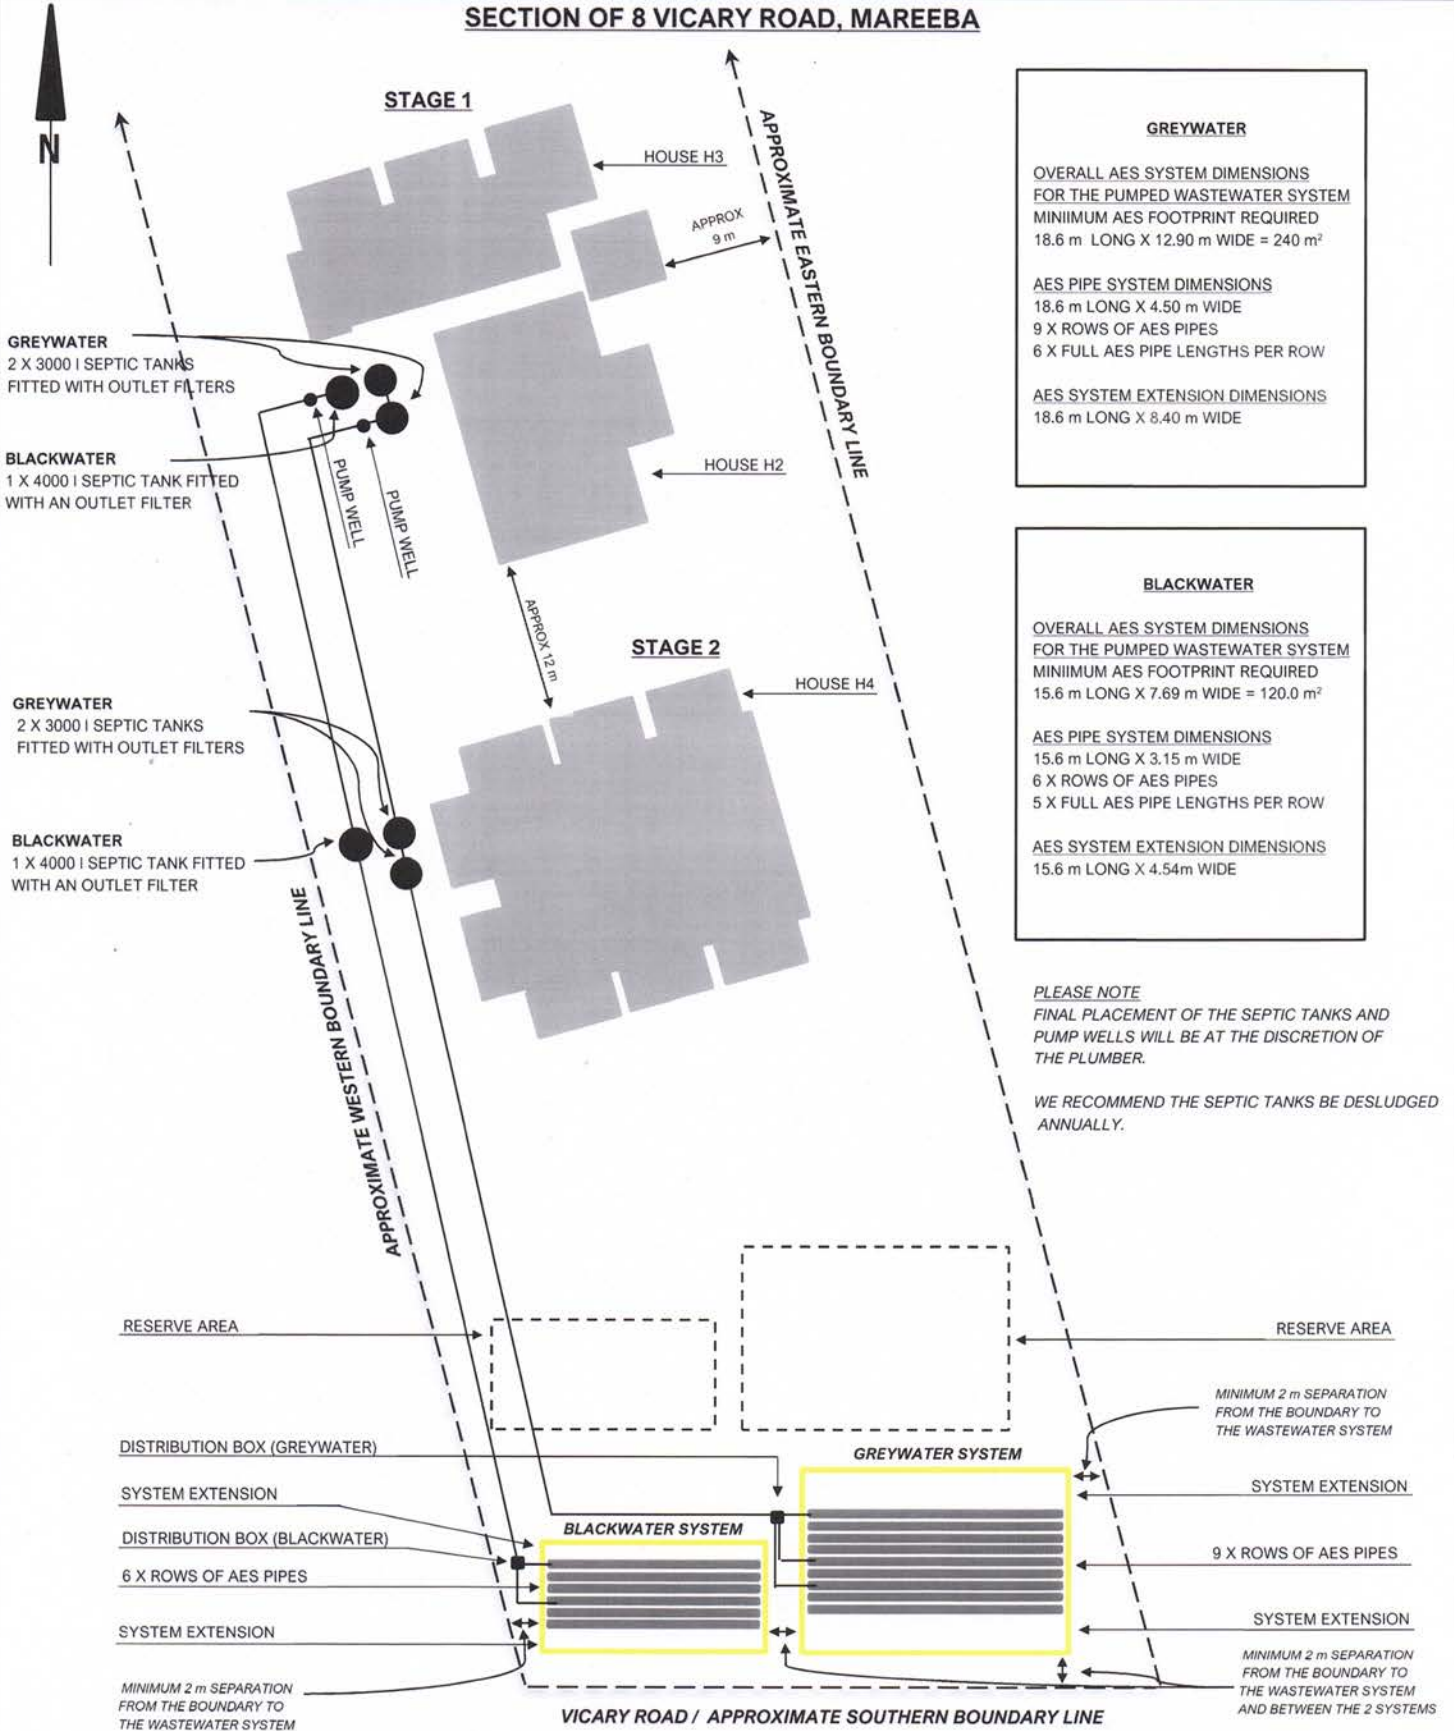 SECTION OF 8 VICARY ROAD, MAREEBA
N
STAGE 1
HOUSE H3
APPROX
9 m
APPROXIMATE EASTERN BOUNDARY LINE
GREYWATER
OVERALL AES SYSTEM DIMENSIONS
FOR THE PUMPED WASTEWATER SYSTEM
MINIIMUM AES FOOTPRINT REQUIRED
18.6 m LONG X 12.90 m WIDE = 240 m²
AES PIPE SYSTEM DIMENSIONS
18.6 m LONG X 4.50 m WIDE
9 X ROWS OF AES PIPES
6 X FULL AES PIPE LENGTHS PER ROW
AES SYSTEM EXTENSION DIMENSIONS
18.6 m LONG X 8.40 m WIDE
GREYWATER
2 X 3000 l SEPTIC TANKS
FITTED WITH OUTLET FILTERS
BLACKWATER
1 X 4000 l SEPTIC TANK FITTED
WITH AN OUTLET FILTER
PUMP WELL
PUMP WELL
HOUSE H2
APPROX 12 m
BLACKWATER
OVERALL AES SYSTEM DIMENSIONS
FOR THE PUMPED WASTEWATER SYSTEM
MINIIMUM AES FOOTPRINT REQUIRED
15.6 m LONG X 7.69 m WIDE = 120.0 m²
AES PIPE SYSTEM DIMENSIONS
15.6 m LONG X 3.15 m WIDE
6 X ROWS OF AES PIPES
5 X FULL AES PIPE LENGTHS PER ROW
AES SYSTEM EXTENSION DIMENSIONS
15.6 m LONG X 4.54m WIDE
STAGE 2
HOUSE H4
GREYWATER
2 X 3000 l SEPTIC TANKS
FITTED WITH OUTLET FILTERS
BLACKWATER
1 X 4000 l SEPTIC TANK FITTED
WITH AN OUTLET FILTER
APPROXIMATE WESTERN BOUNDARY LINE
PLEASE NOTE
FINAL PLACEMENT OF THE SEPTIC TANKS AND
PUMP WELLS WILL BE AT THE DISCRETION OF
THE PLUMBER.
WE RECOMMEND THE SEPTIC TANKS BE DESLUDGED
ANNUALLY.
RESERVE AREA
RESERVE AREA
MINIMUM 2 m SEPARATION
FROM THE BOUNDARY TO
THE WASTEWATER SYSTEM
DISTRIBUTION BOX (GREYWATER)
GREYWATER SYSTEM
SYSTEM EXTENSION
SYSTEM EXTENSION
BLACKWATER SYSTEM
DISTRIBUTION BOX (BLACKWATER)
9 X ROWS OF AES PIPES
6 X ROWS OF AES PIPES
SYSTEM EXTENSION
SYSTEM EXTENSION
MINIMUM 2 m SEPARATION
FROM THE BOUNDARY TO
THE WASTEWATER SYSTEM
MINIMUM 2 m SEPARATION
FROM THE BOUNDARY TO
THE WASTEWATER SYSTEM
AND BETWEEN THE 2 SYSTEMS
VICARY ROAD / APPROXIMATE SOUTHERN BOUNDARY LINE